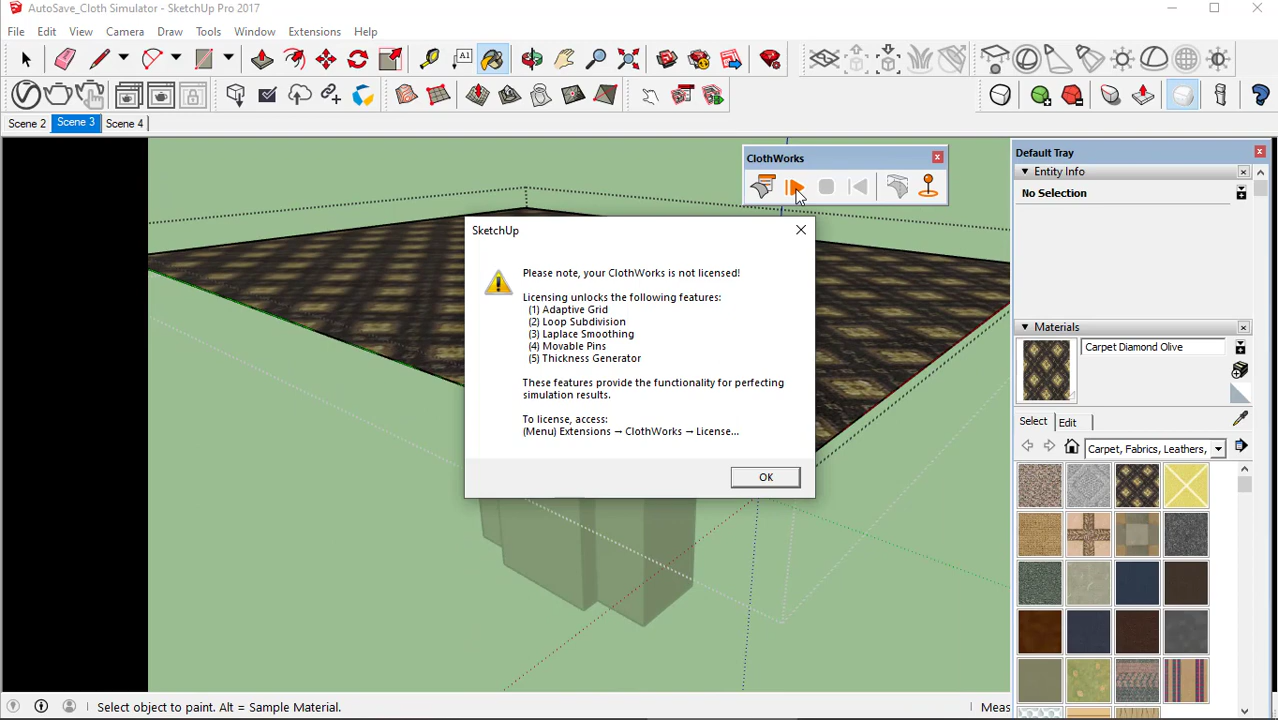 AutoSave_Cloth Simulator - SketchUp Pro 2017
File Edit View Camera Draw Tools Window Extensions Help
A1
Scene 2 Scene 3 Scene 4
ClothWorks
Default Tray
Entity Info
No Selection
SketchUp
Please note, your ClothWorks is not licensed!
Licensing unlocks the following features:
(1) Adaptive Grid
(2) Loop Subdivision
(3) Laplace Smoothing
(4) Movable Pins
(5) Thickness Generator
These features provide the functionality for perfecting
simulation results.
To license, access:
(Menu) Extensions → ClothWorks → License...
OK
Materials
Carpet Diamond Olive
Select Edit
Carpet, Fabrics, Leathers,
Select object to paint. Alt = Sample Material.
Meas